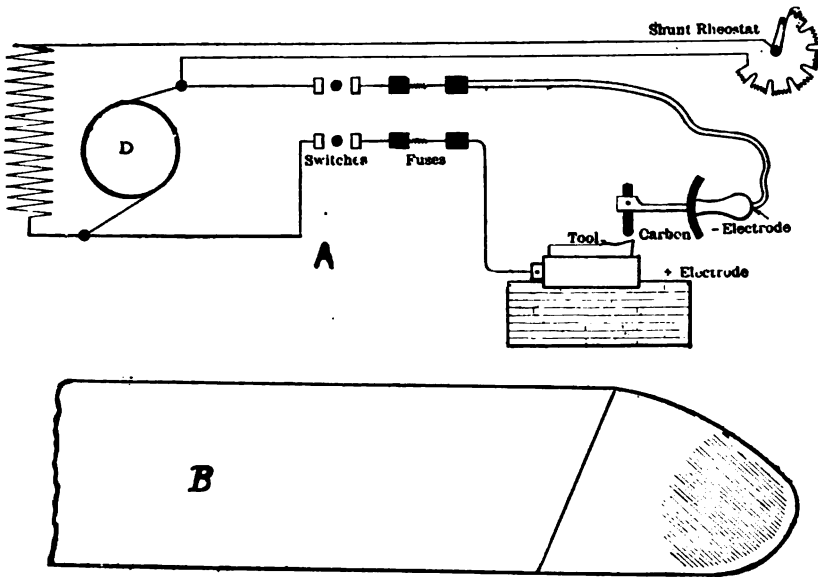 Shunt Rheostat
D
Switches
Fuses
Tool
Carbon
- Electrode
+ Electrode
A
B